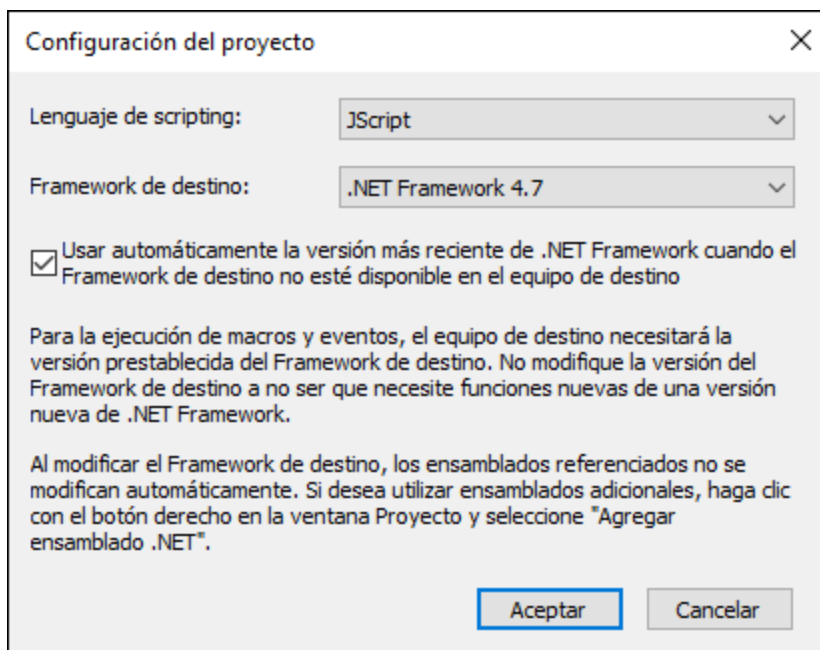 Configuración del proyecto
Lenguaje de scripting:
JScript
Framework de destino:
.NET Framework 4.7
Usar automáticamente la versión más reciente de .NET Framework cuando el
Framework de destino no esté disponible en el equipo de destino
Para la ejecución de macros y eventos, el equipo de destino necesitará la
versión prestablecida del Framework de destino. No modifique la versión del
Framework de destino a no ser que necesite funciones nuevas de una versión
nueva de .NET Framework.
Al modificar el Framework de destino, los ensamblados referenciados no se
modifican automáticamente. Si desea utilizar ensamblados adicionales, haga clic
con el botón derecho en la ventana Proyecto y seleccione "Agregar
ensamblado .NET".
Aceptar
Cancelar